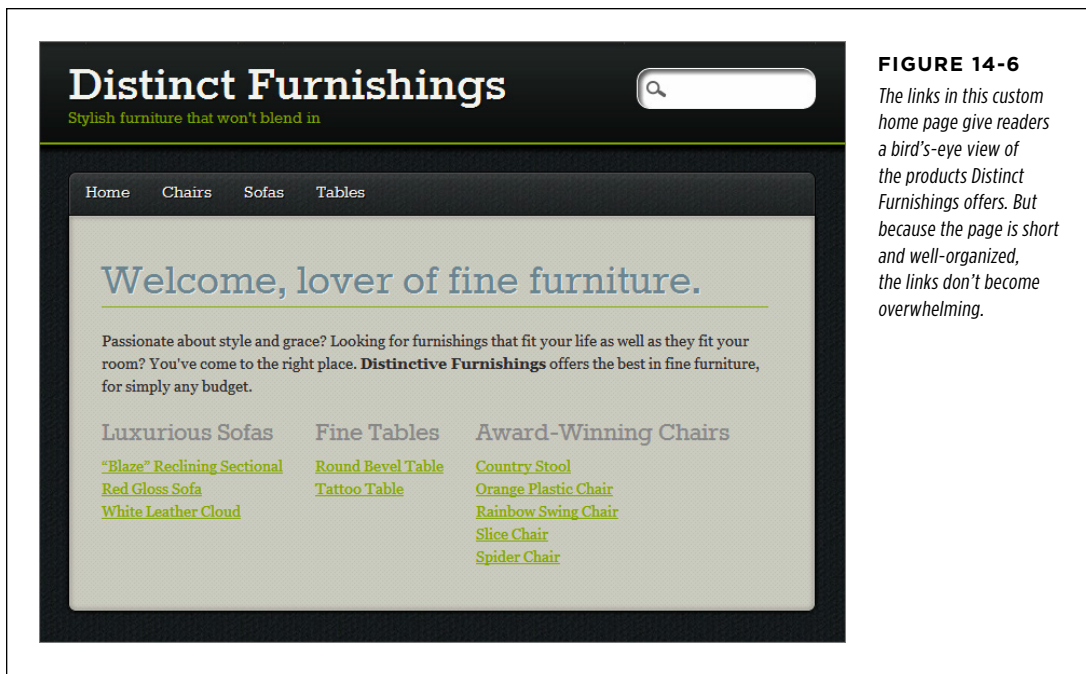 Distinct Furnishings
Stylish furniture that won't blend in
Home Chairs Sofas Tables
Welcome, lover of fine furniture.
Passionate about style and grace? Looking for furnishings that fit your life as well as they fit your
room? You've come to the right place. Distinctive Furnishings offers the best in fine furniture,
for simply any budget.
Luxurious Sofas
“Blaze” Reclining Sectional
Red Gloss Sofa
White Leather Cloud
Fine Tables
Round Bevel Table
Tattoo Table
Award-Winning Chairs
Country Stool
Orange Plastic Chair
Rainbow Swing Chair
Slice Chair
Spider Chair
FIGURE 14-6
The links in this custom
home page give readers
a bird’s-eye view of
the products Distinct
Furnishings offers. But
because the page is short
and well-organized,
the links don’t become
overwhelming.